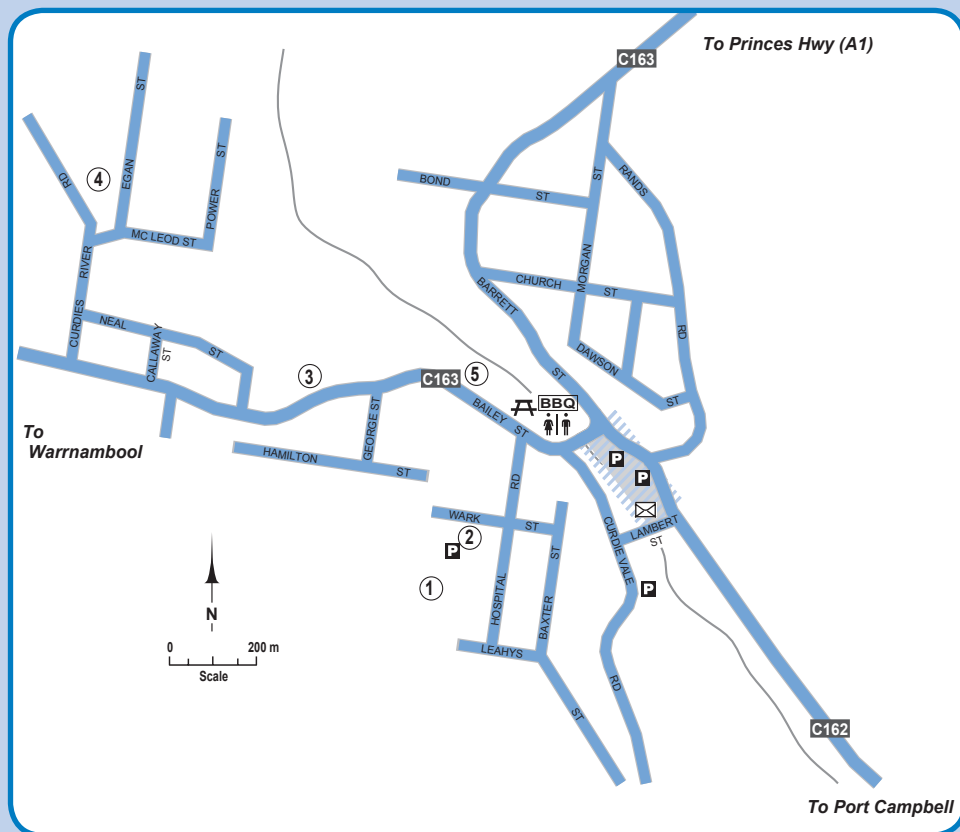 To Princes Hwy (A1)
C163
ST
EGAN
RD
4
POWER
ST
MC LEOD ST
RIVER
CURDIES
NEAL
ST
CALLAWAY
ST
BOND
ST
ST
MORGAN
RANDS
RD
CHURCH
ST
BARRETT
ST
DAWSON
ST
3
C163
5
BAILEY
ST
BBQ
GEORGE ST
To
Warrnambool
HAMILTON
ST
RD
HOSPITAL
P
P
WARK
ST
2
P
1
ST
BAXTER
CURDIE VALE
RD
LAMBERT
ST
P
LEAHYS
ST
N
0
200 m
Scale
C162
To Port Campbell